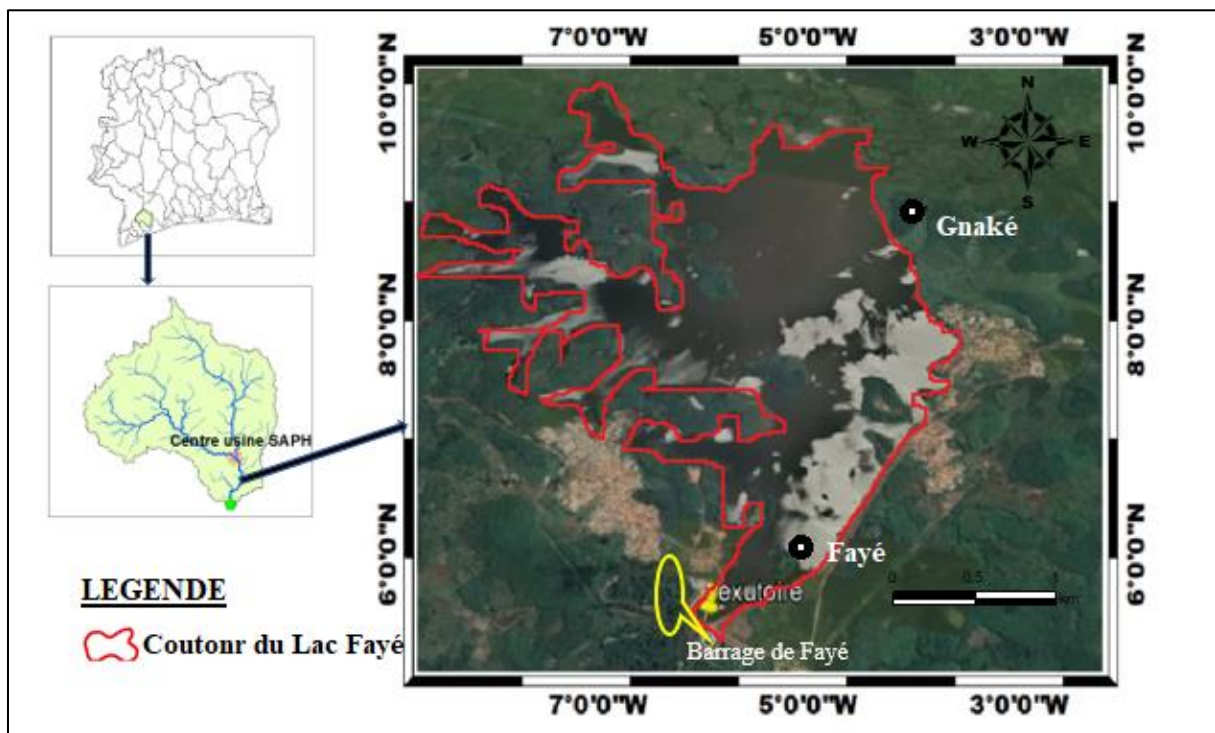 7°0'0"W 5°0'0"W 3°0'0"W
10°0'0"N
10°0'0"N
N
W E
S
Gnaké
8°0'0"N
8°0'0"N
Centre usine SAPH
6°0'0"N
6°0'0"N
Fayé
LEGENDE
0 0.5 1
km
exutoire
Coutonr du Lac Fayé
Barrage de Fayé
7°0'0"W 5°0'0"W 3°0'0"W